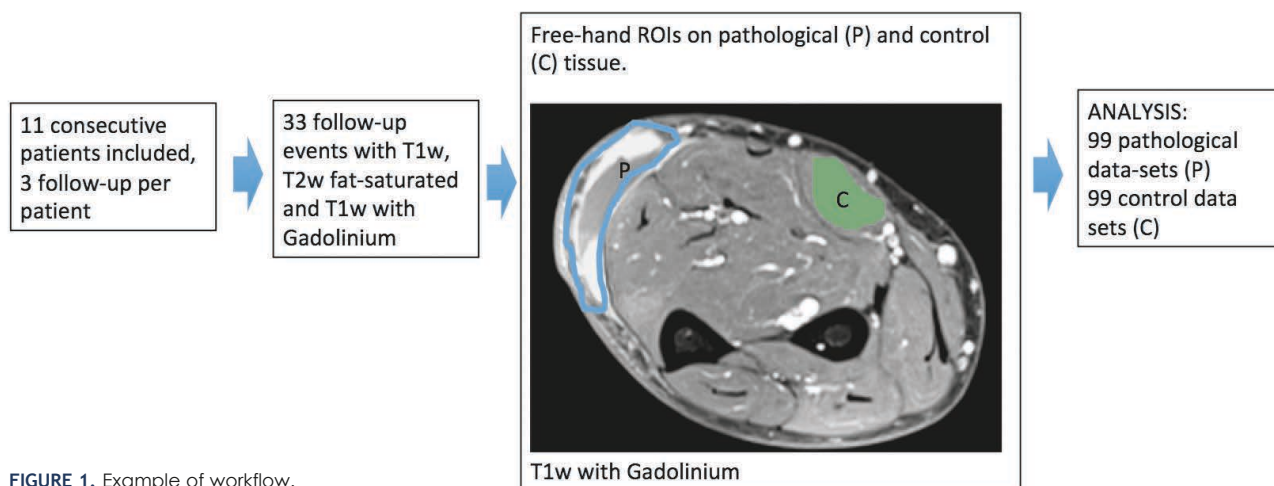 11 consecutive
patients included,
3 follow-up per
patient
33 follow-up
events with T1w,
T2w fat-saturated
and T1w with
Gadolinium
Free-hand ROIs on pathological (P) and control
(C) tissue.
P
C
T1w with Gadolinium
ANALYSIS:
99 pathological
data-sets (P)
99 control data
sets (C)
FIGURE 1. Example of workflow.